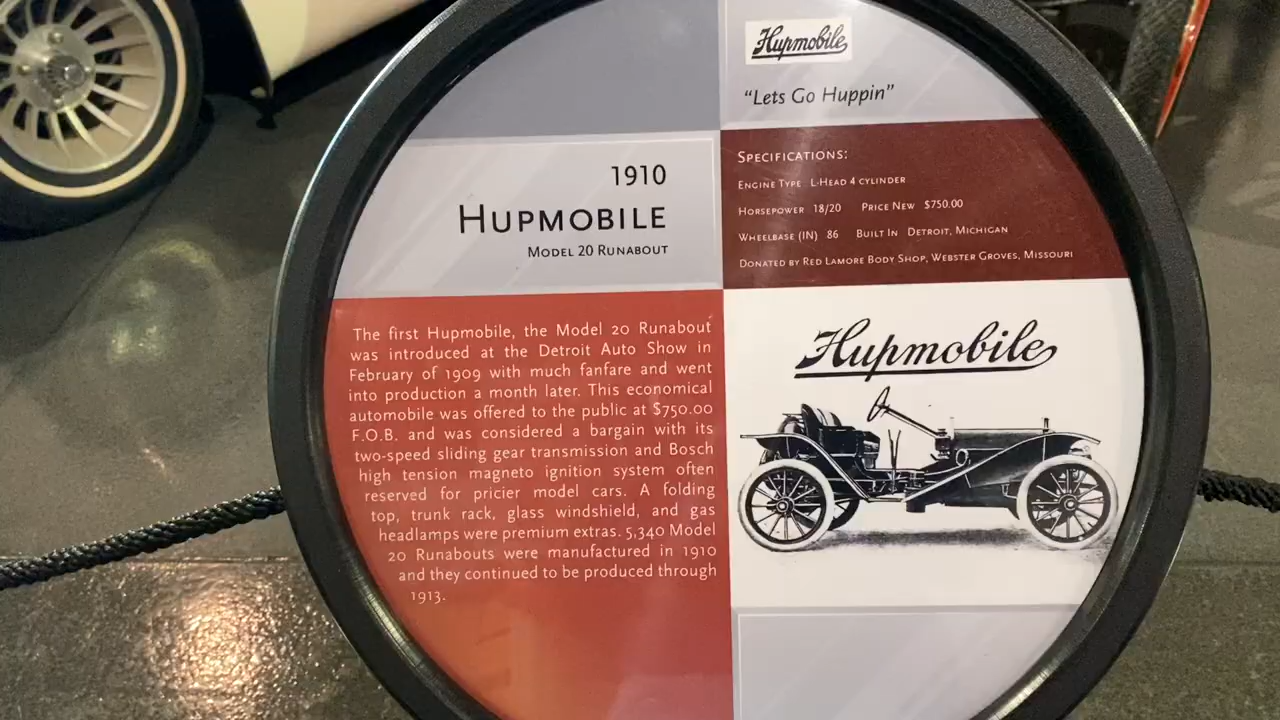 Hupmobile
"Lets Go Huppin"
1910
HUPMOBILE
MODEL 20 RUNABOUT
SPECIFICATIONS:
ENGINE TYPE L-HEAD 4 CYLINDER
HORSEPOWER 18/20 PRICE NEW $750.00
WHEELBASE (IN) 86 BUILT IN DETROIT, MICHIGAN
DONATED BY RED LAMORE BODY SHOP, WEBSTER GROVES, MISSOURI
The first Hupmobile, the Model 20 Runabout
was introduced at the Detroit Auto Show in
February of 1909 with much fanfare and went
into production a month later. This economical
automobile was offered to the public at $750.00
F.O.B. and was considered a bargain with its
two-speed sliding gear transmission and Bosch
high tension magneto ignition system often
reserved for pricier model cars. A folding
top, trunk rack, glass windshield, and gas
headlamps were premium extras. 5,340 Model
20 Runabouts were manufactured in 1910
and they continued to be produced through
1913.
Hupmobile